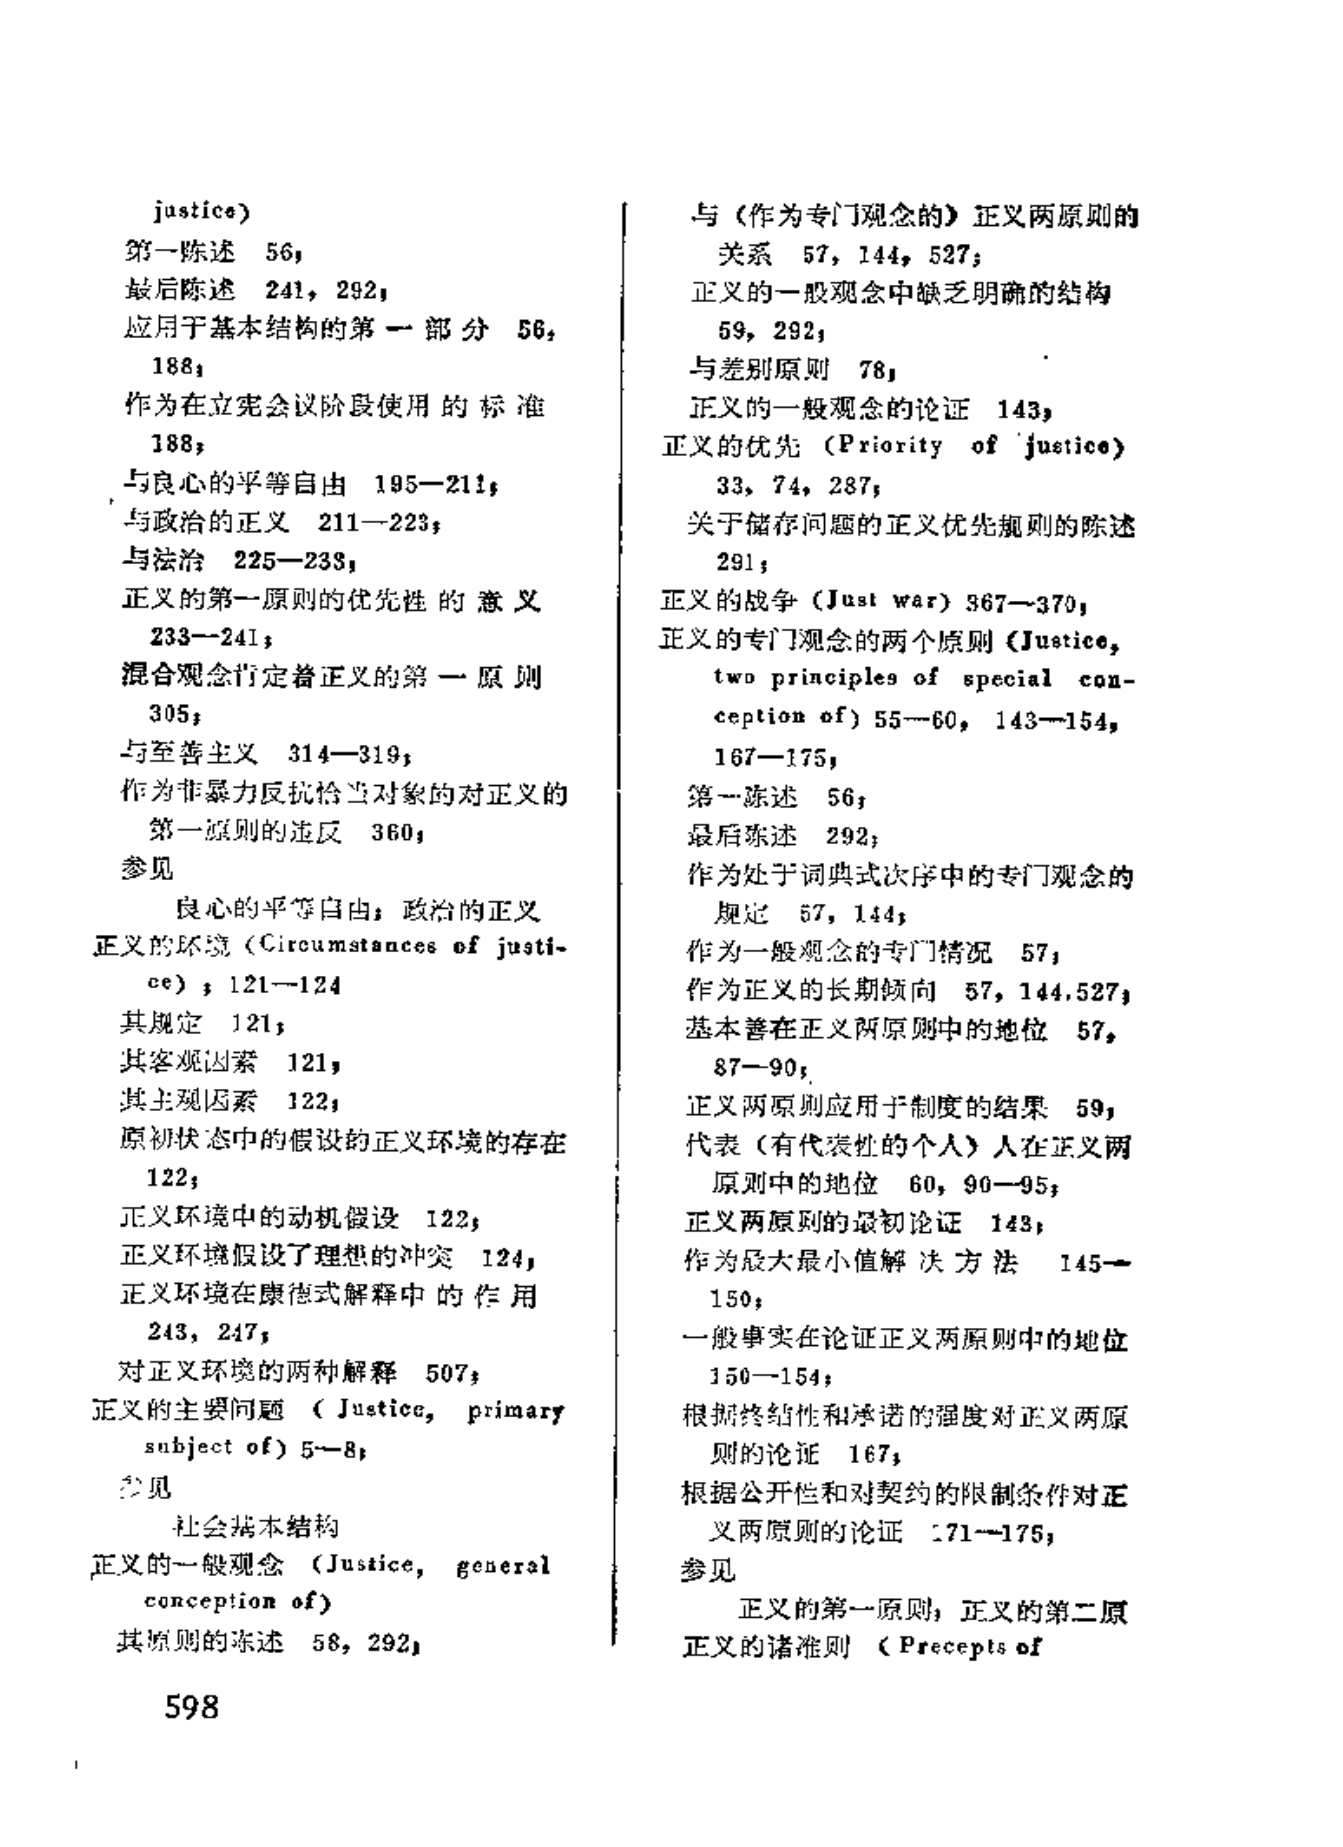 justice)
第一陈述 56;
最后陈述 241, 292;
应用于基本结构的第一部分 56,
188;
作为在立宪会议阶段使用的标准
188;
与良心的平等自由 195—211;
与政治的正义 211—223;
与法治 225—233;
正义的第一原则的优先性的意义
233—241;
混合观念肯定着正义的第一原则
305;
与至善主义 314—319;
作为非暴力反抗恰当对象的对正义的
第一原则的违反 360;
参见
良心的平等自由; 政治的正义
正义的环境 (Circumstances of justi-
ce) ; 121—124
其规定 121;
其客观因素 121;
其主观因素 122;
原初状态中的假设的正义环境的存在
122;
正义环境中的动机假设 122;
正义环境假设了理想的冲突 124;
正义环境在康德式解释中的作用
243, 247;
对正义环境的两种解释 507;
正义的主要问题 ( Justice, primary
subject of) 5—8;
参见
社会基本结构
正义的一般观念 (Justice, general
conception of)
其原则的陈述 58, 292;
与 (作为专门观念的) 正义两原则的
关系 57, 144, 527;
正义的一般观念中缺乏明确的结构
59, 292;
与差别原则 78;
正义的一般观念的论证 143;
正义的优先 (Priority of justice)
33, 74, 287;
关于储存问题的正义优先规则的陈述
291;
正义的战争 (Just war) 367—370;
正义的专门观念的两个原则 (Justice,
two principles of special con-
ception of) 55—60, 143—154,
167—175;
第一陈述 56;
最后陈述 292;
作为处于词典式次序中的专门观念的
规定 57, 144;
作为一般观念的专门情况 57;
作为正义的长期倾向 57, 144,527;
基本善在正义两原则中的地位 57,
87—90;
正义两原则应用于制度的结果 59;
代表 (有代表性的个人) 人在正义两
原则中的地位 60, 90—95;
正义两原则的最初论证 143;
作为最大最小值解决方法 145—
150;
一般事实在论证正义两原则中的地位
150—154;
根据终结性和承诺的强度对正义两原
则的论证 167;
根据公开性和对契约的限制条件对正
义两原则的论证 171—175;
参见
正义的第一原则; 正义的第二原
正义的诸准则 ( Precepts of
598